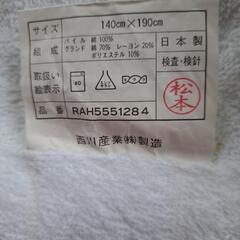 サイズ 140cm×190cm 日本製
組成 パイル 綿100%
グランド 綿70% レーヨン20%
ポリエステル10%
検査・検針
取扱い絵表示 40
松本
品番 RAH5551284
西川産業㈱製造